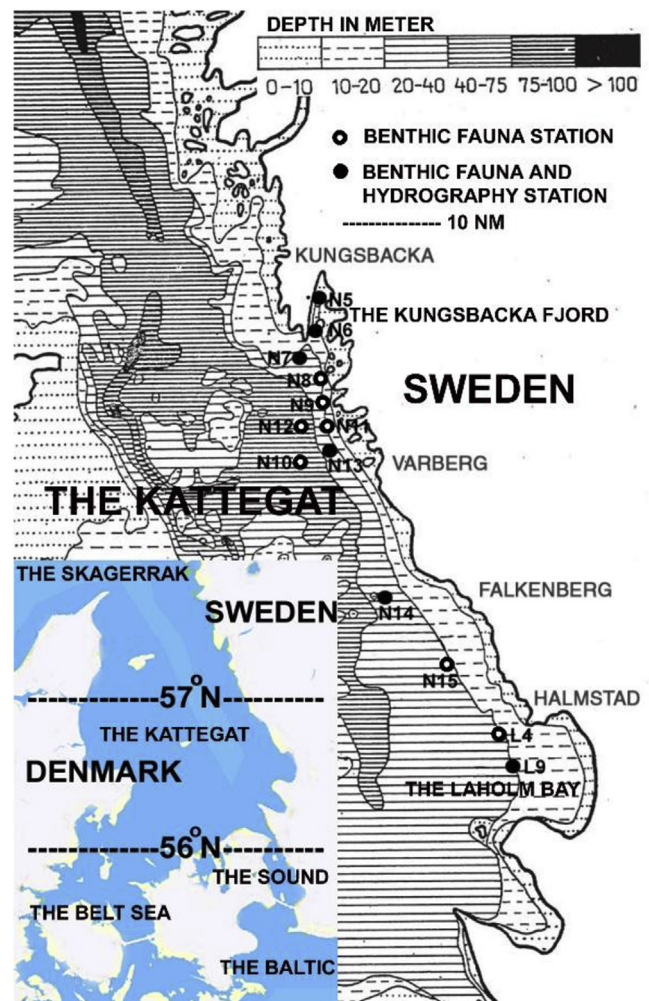 DEPTH IN METER
0-10 10-20 20-40 40-75 75-100 > 100
BENTHIC FAUNA STATION
BENTHIC FAUNA AND
HYDROGRAPHY STATION
--------------- 10 NM
KUNGSBACKA
N5
THE KUNGSBACKA FJORD
N6
N7
N8
SWEDEN
N9
N12 N11
N10 N13
VARBERG
THE KATTEGAT
FALKENBERG
N14
N15
HALMSTAD
L4
L9
THE LAHOLM BAY
THE SKAGERRAK
SWEDEN
57°N
THE KATTEGAT
DENMARK
56°N
THE SOUND
THE BELT SEA
THE BALTIC